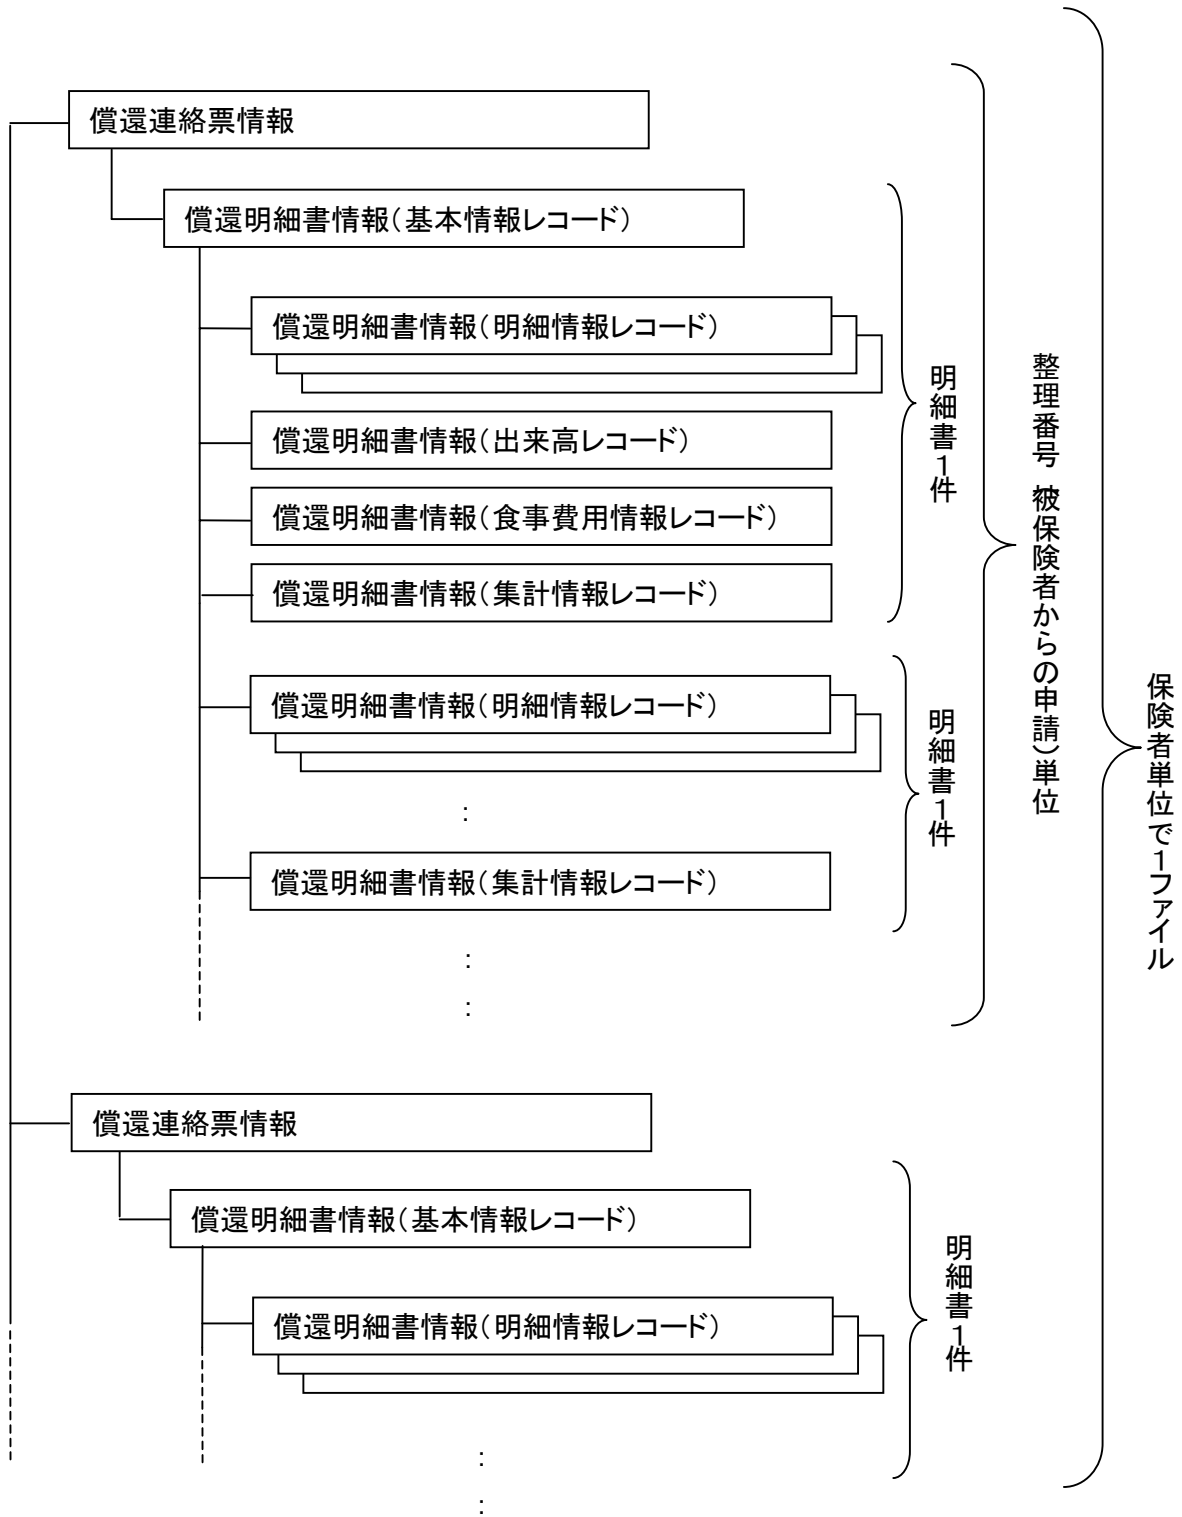 償還連絡票情報
償還明細書情報(基本情報レコード)
償還明細書情報(明細情報レコード)
償還明細書情報(出来高レコード)
償還明細書情報(食事費用情報レコード)
償還明細書情報(集計情報レコード)
明細書1件
償還明細書情報(明細情報レコード)
:
償還明細書情報(集計情報レコード)
明細書1件
:
:
整理番号(被保険者からの申請)単位
償還連絡票情報
償還明細書情報(基本情報レコード)
償還明細書情報(明細情報レコード)
:
:
明細書1件
保険者単位で1ファイル